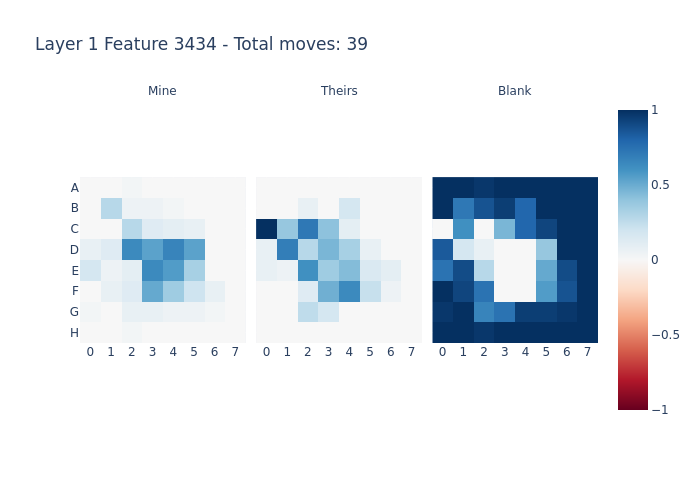 Layer 1 Feature 3434 - Total moves: 39
Mine Theirs Blank
A
B
C
D
E
F
G
H
0 1 2 3 4 5 6 7 0 1 2 3 4 5 6 7 0 1 2 3 4 5 6 7
1
0.5
0
−0.5
−1